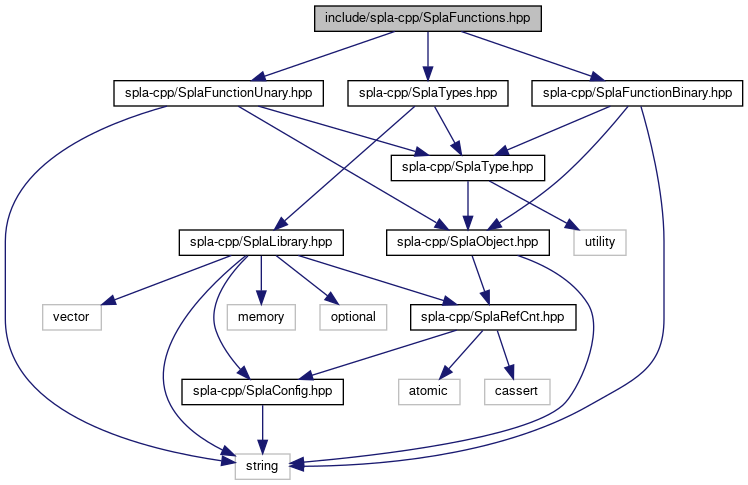 include/spla-cpp/SplaFunctions.hpp
spla-cpp/SplaFunctionUnary.hpp
spla-cpp/SplaTypes.hpp
spla-cpp/SplaFunctionBinary.hpp
spla-cpp/SplaType.hpp
spla-cpp/SplaLibrary.hpp
spla-cpp/SplaObject.hpp
utility
vector
memory
optional
spla-cpp/SplaRefCnt.hpp
spla-cpp/SplaConfig.hpp
atomic
cassert
string